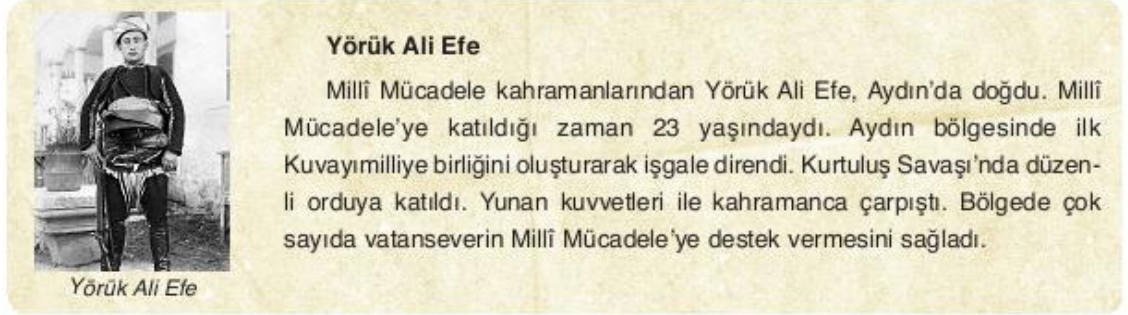 Yörük Ali Efe
Millî Mücadele kahramanlarından Yörük Ali Efe, Aydın'da doğdu. Millî
Mücadele'ye katıldığı zaman 23 yaşındaydı. Aydın bölgesinde ilk
Kuvayımilliye birliğini oluşturarak işgale direndi. Kurtuluş Savaşı'nda düzen-
li orduya katıldı. Yunan kuvvetleri ile kahramanca çarpıştı. Bölgede çok
sayıda vatanseverin Millî Mücadele'ye destek vermesini sağladı.
Yörük Ali Efe